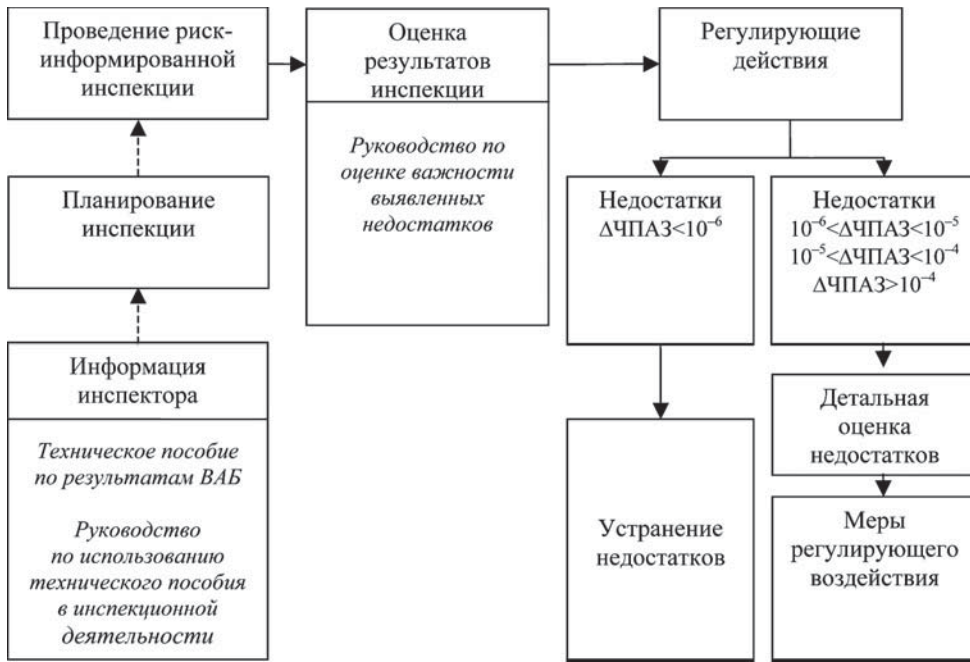 Проведение риск-
информированной
инспекции
Оценка
результатов
инспекции
Руководство по
оценке важности
выявленных
недостатков
Регулирующие
действия
Планирование
инспекции
Недостатки
ΔЧПАЗ<10⁻⁶
Недостатки
10⁻⁶<ΔЧПАЗ<10⁻⁵
10⁻⁵<ΔЧПАЗ<10⁻⁴
ΔЧПАЗ>10⁻⁴
Информация
инспектора
Техническое пособие
по результатам ВАБ
Руководство
по использованию
технического пособия
в инспекционной
деятельности
Устранение
недостатков
Детальная
оценка
недостатков
Меры
регулирующего
воздействия